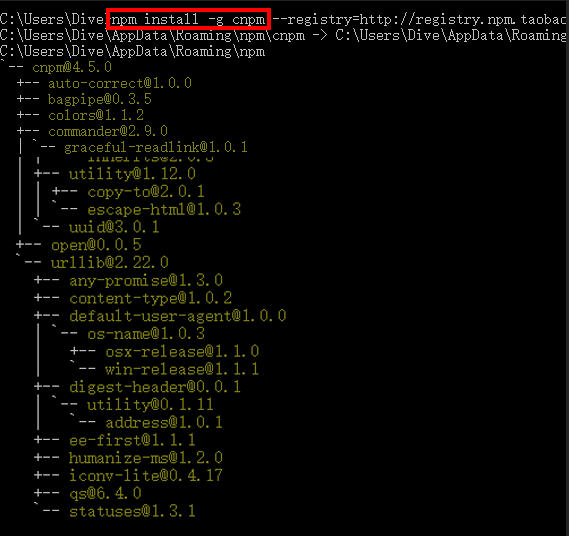 C:\Users\Dive>npm install -g cnpm --registry=http://registry.npm.taobao
C:\Users\Dive\AppData\Roaming\npm\cnpm -> C:\Users\Dive\AppData\Roaming
C:\Users\Dive\AppData\Roaming\npm
`-- cnpm@4.5.0
+-- auto-correct@1.0.0
+-- bagpipe@0.3.5
+-- colors@1.1.2
+-- commander@2.9.0
| `-- graceful-readlink@1.0.1
| +-- utility@1.12.0
| | +-- copy-to@2.0.1
| | `-- escape-html@1.0.3
| `-- uuid@3.0.1
+-- open@0.0.5
`-- urllib@2.22.0
+-- any-promise@1.3.0
+-- content-type@1.0.2
+-- default-user-agent@1.0.0
| `-- os-name@1.0.3
|   +-- osx-release@1.1.0
|   `-- win-release@1.1.1
+-- digest-header@0.0.1
| `-- utility@0.1.11
|   `-- address@1.0.1
+-- ee-first@1.1.1
+-- humanize-ms@1.2.0
+-- iconv-lite@0.4.17
+-- qs@6.4.0
`-- statuses@1.3.1